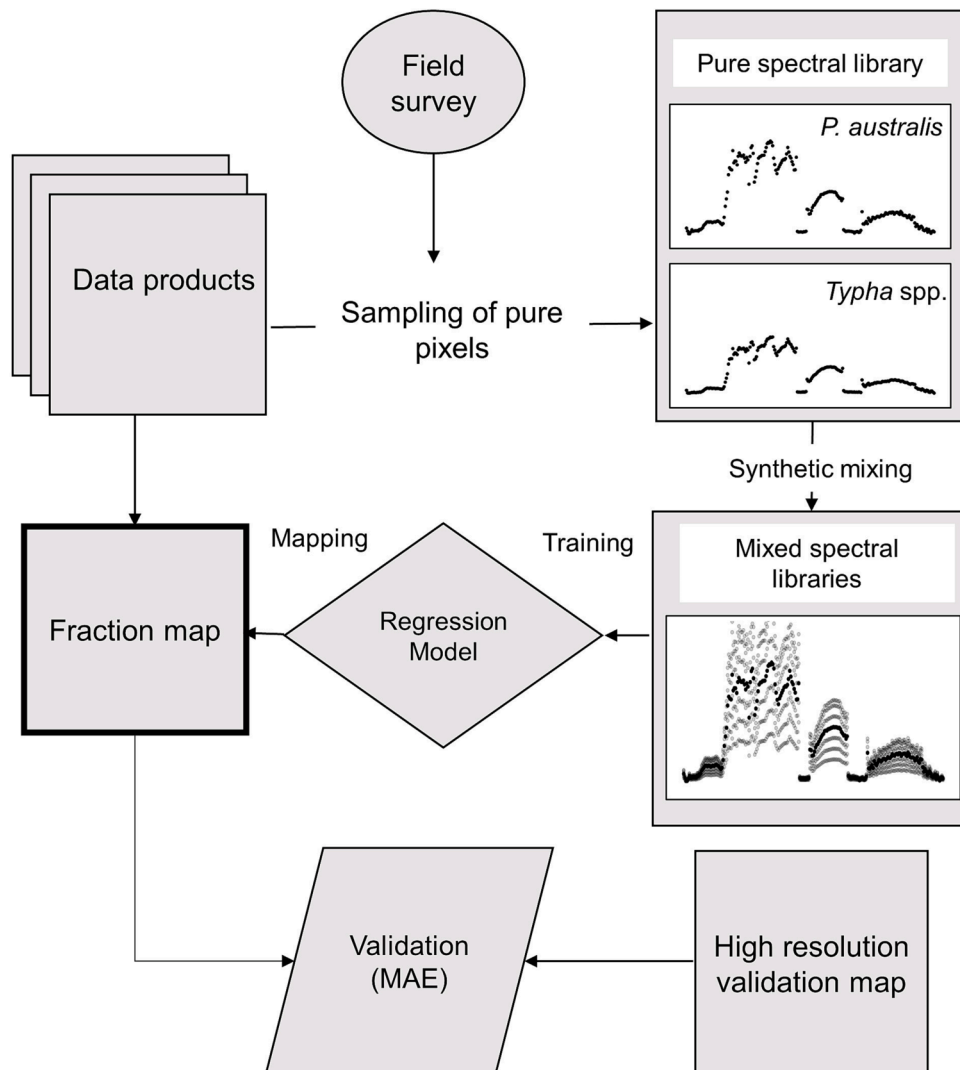 Field
survey
Pure spectral library
P. australis
Data products
Typha spp.
Sampling of pure
pixels
Synthetic mixing
Mapping
Training
Mixed spectral
libraries
Fraction map
Regression
Model
Validation
(MAE)
High resolution
validation map